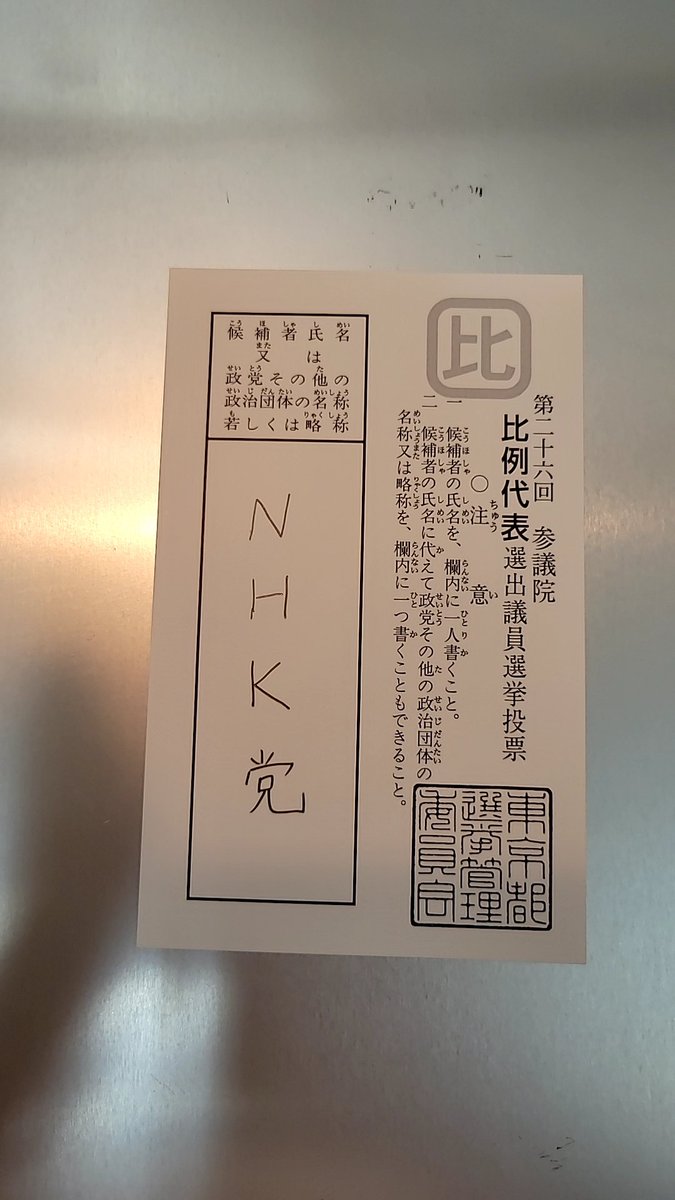 比
第二十六回　参議院
比例代表選出議員選挙投票
○注　意
一　候補者の氏名を、欄内に一人書くこと。
二　候補者の氏名に代えて政党その他の政治団体の
名称又は略称を、欄内に一つ書くこともできること。
東京都
選挙管理
委員会
候補者氏名
又は
政党その他の
政治団体の名称
若しくは略称
NHK党